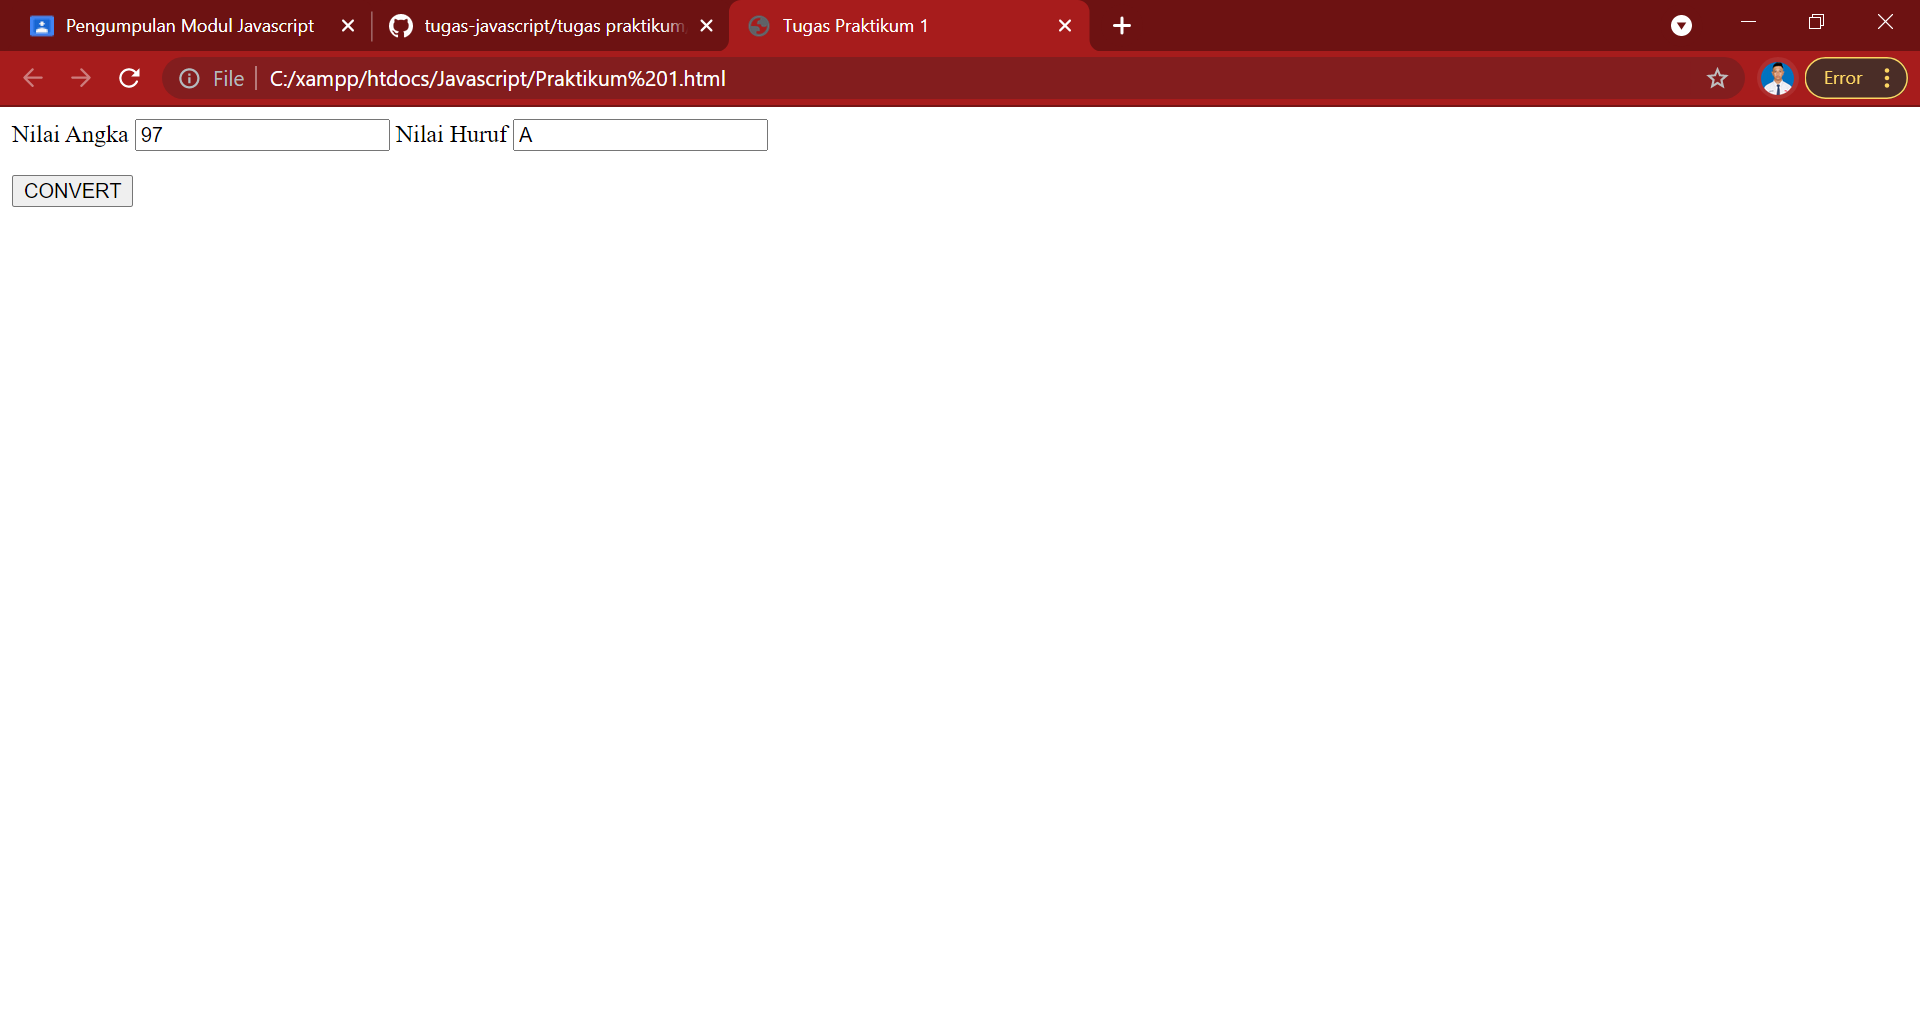 Pengumpulan Modul Javascript
tugas-javascript/tugas praktikum
Tugas Praktikum 1
File C:/xampp/htdocs/Javascript/Praktikum%201.html
Error
Nilai Angka 97 Nilai Huruf A
CONVERT